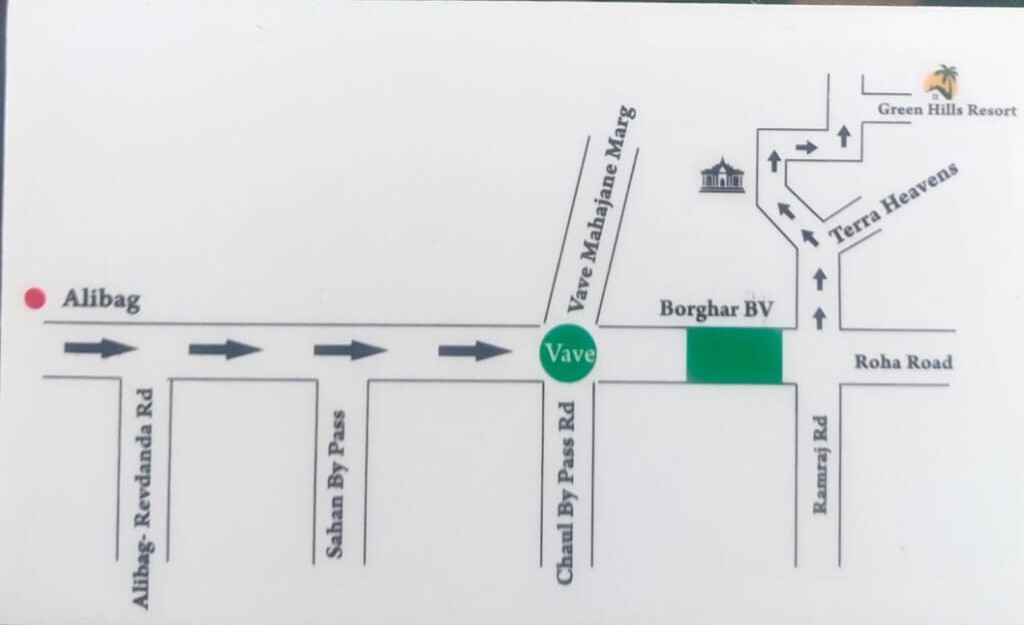 Green Hills Resort
Vave Mahajane Marg
Terra Heavens
Alibag
Borghar BV
Vave
Roha Road
Alibag- Revdanda Rd
Sahan By Pass
Chaul By Pass Rd
Ramraj Rd